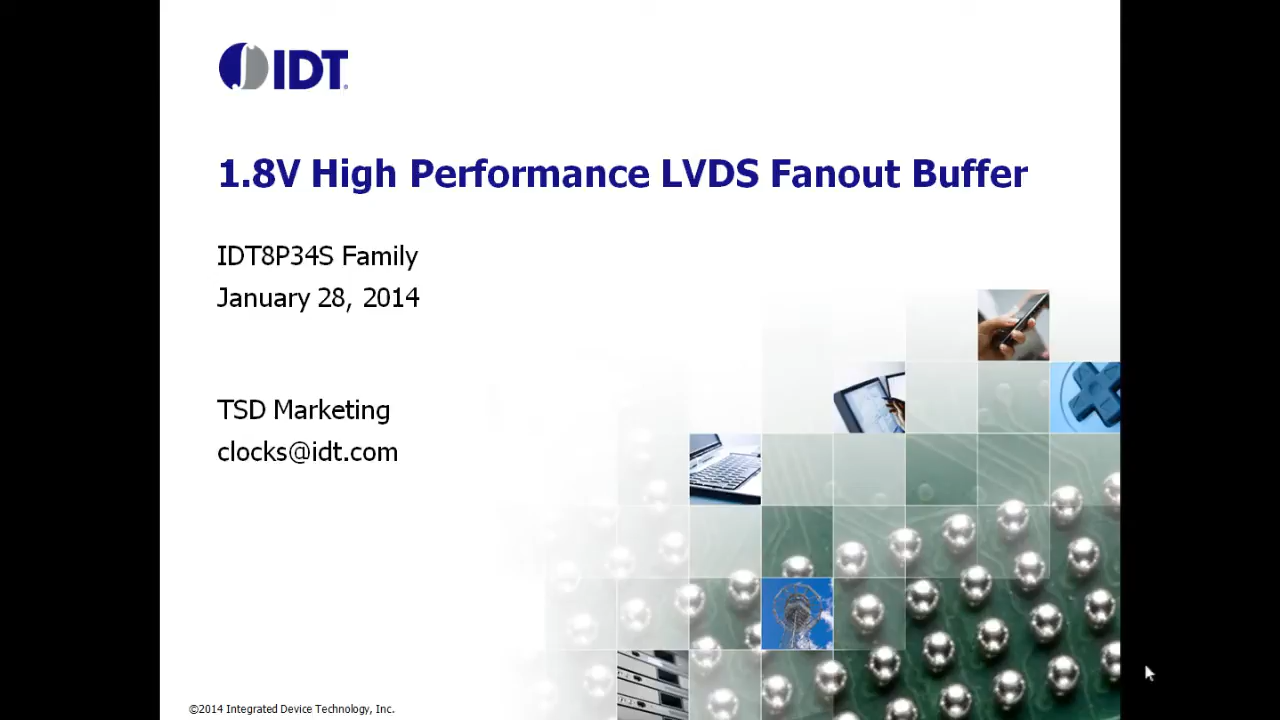 IDT®
1.8V High Performance LVDS Fanout Buffer
IDT8P34S Family
January 28, 2014
TSD Marketing
clocks@idt.com
©2014 Integrated Device Technology, Inc.